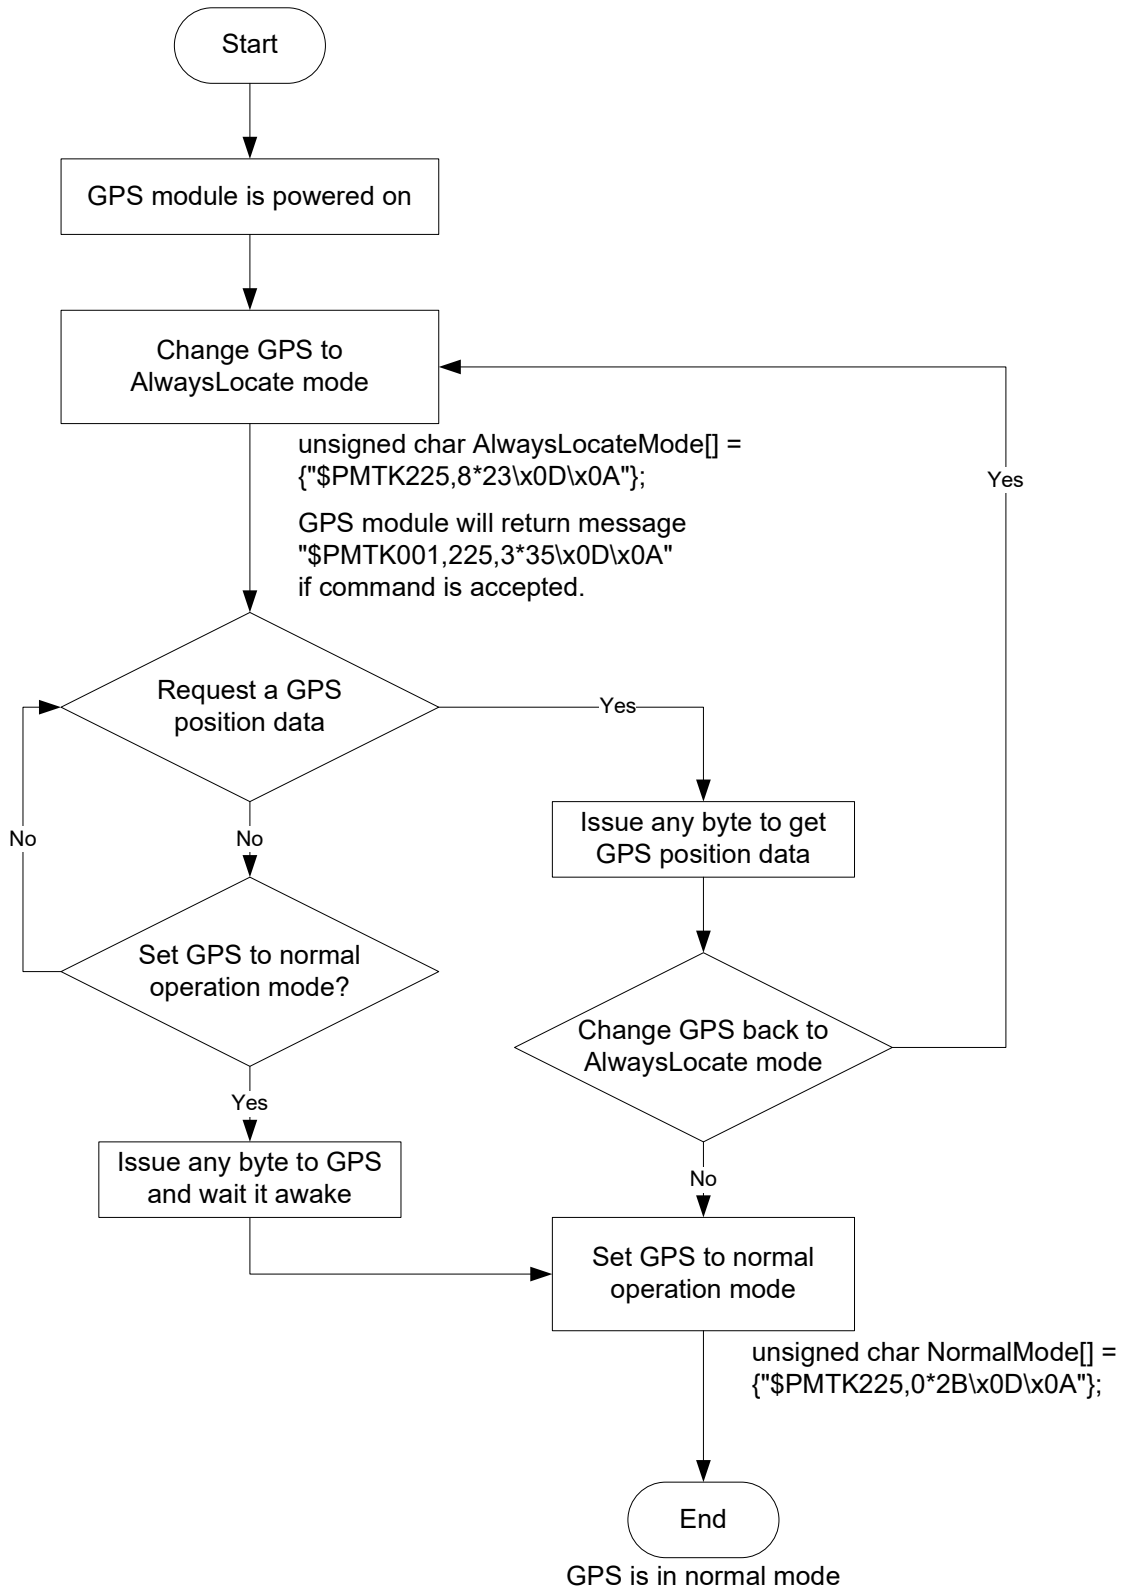 Start
GPS module is powered on
Change GPS to
AlwaysLocate mode
unsigned char AlwaysLocateMode[] =
{"$PMTK225,8*23\x0D\x0A"};
Yes
GPS module will return message
"$PMTK001,225,3*35\x0D\x0A"
if command is accepted.
Request a GPS
position data
Yes
No
No
Issue any byte to get
GPS position data
Set GPS to normal
operation mode?
Change GPS back to
AlwaysLocate mode
Yes
Issue any byte to GPS
and wait it awake
No
Set GPS to normal
operation mode
unsigned char NormalMode[] =
{"$PMTK225,0*2B\x0D\x0A"};
End
GPS is in normal mode